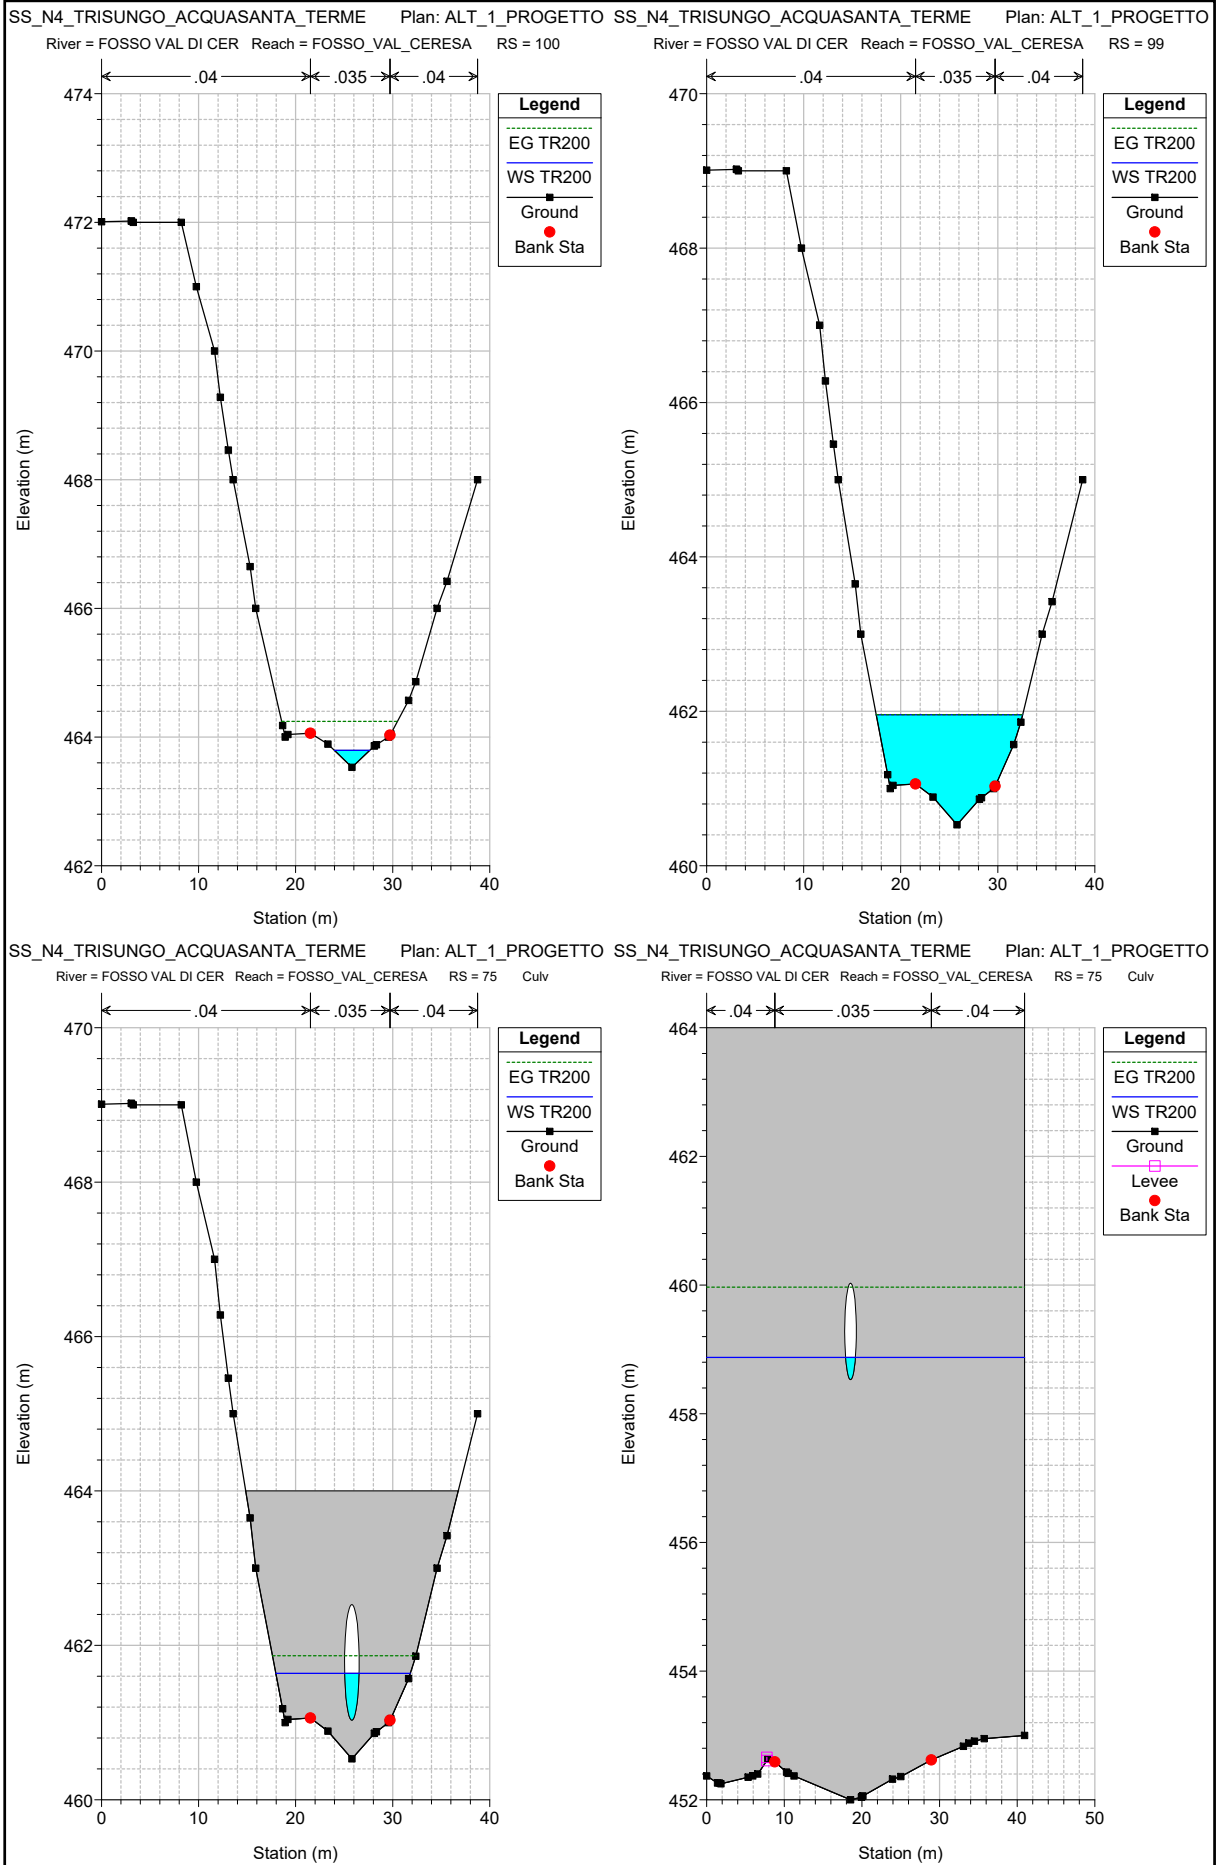 SS_N4_TRISUNGO_ACQUASANTA_TERME Plan: ALT_1_PROGETTO
River = FOSSO VAL DI CER Reach = FOSSO_VAL_CERESA RS = 100
.04 .035 .04
474
472
470
468
466
464
462
0 10 20 30 40
Station (m)
Elevation (m)
Legend
EG TR200
WS TR200
Ground
Bank Sta
SS_N4_TRISUNGO_ACQUASANTA_TERME Plan: ALT_1_PROGETTO
River = FOSSO VAL DI CER Reach = FOSSO_VAL_CERESA RS = 99
.04 .035 .04
470
468
466
464
462
460
0 10 20 30 40
Station (m)
Elevation (m)
Legend
EG TR200
WS TR200
Ground
Bank Sta
SS_N4_TRISUNGO_ACQUASANTA_TERME Plan: ALT_1_PROGETTO
River = FOSSO VAL DI CER Reach = FOSSO_VAL_CERESA RS = 75 Culv
.04 .035 .04
470
468
466
464
462
460
0 10 20 30 40
Station (m)
Elevation (m)
Legend
EG TR200
WS TR200
Ground
Bank Sta
SS_N4_TRISUNGO_ACQUASANTA_TERME Plan: ALT_1_PROGETTO
River = FOSSO VAL DI CER Reach = FOSSO_VAL_CERESA RS = 75 Culv
.04 .035 .04
464
462
460
458
456
454
452
0 10 20 30 40 50
Station (m)
Elevation (m)
Legend
EG TR200
WS TR200
Ground
Levee
Bank Sta